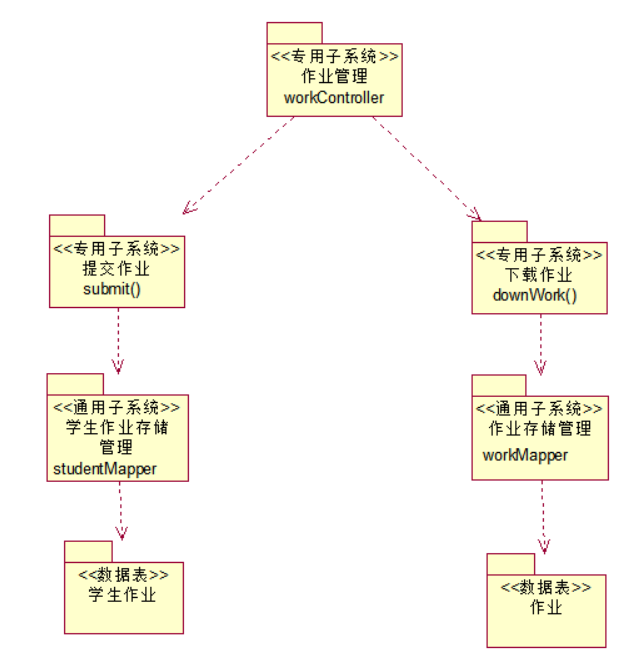 <<专用子系统>>
作业管理
workController
<<专用子系统>>
提交作业
submit()
<<专用子系统>>
下载作业
downWork()
<<通用子系统>>
学生作业存储
管理
studentMapper
<<通用子系统>>
作业存储管理
workMapper
<<数据表>>
学生作业
<<数据表>>
作业